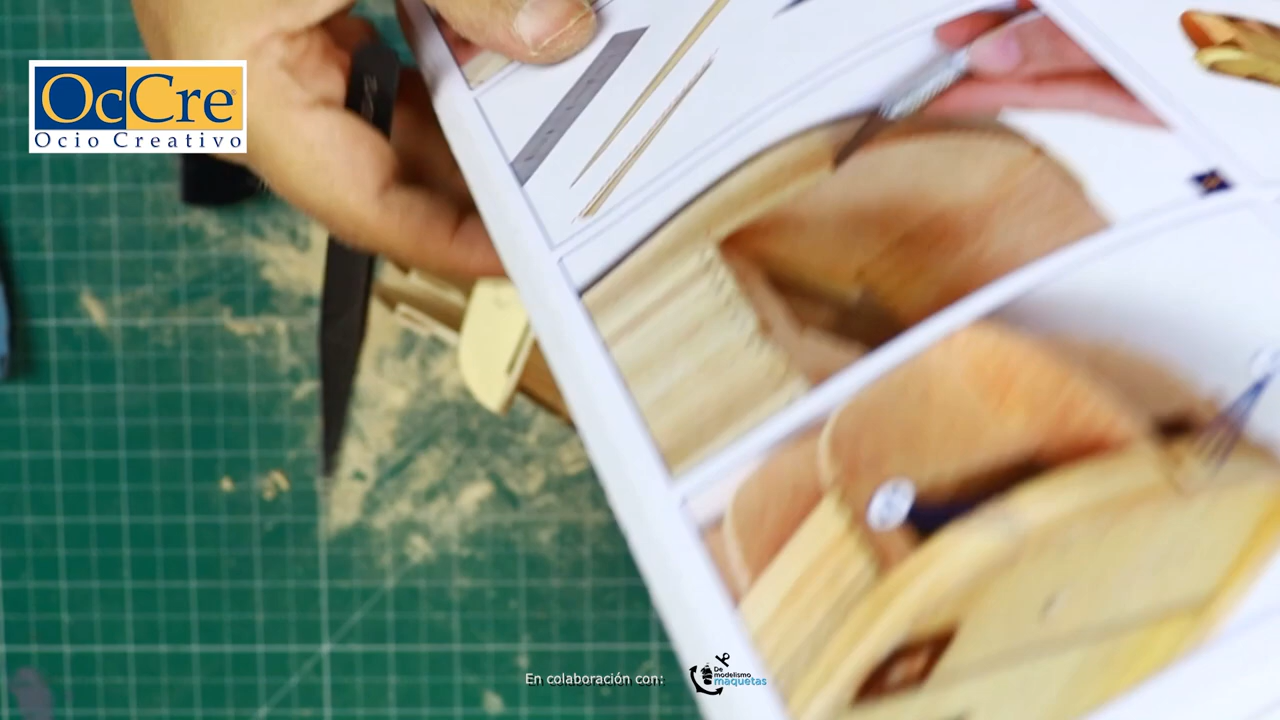 OcCre®
Ocio Creativo
En colaboración con:
De
modelismo
maquetas